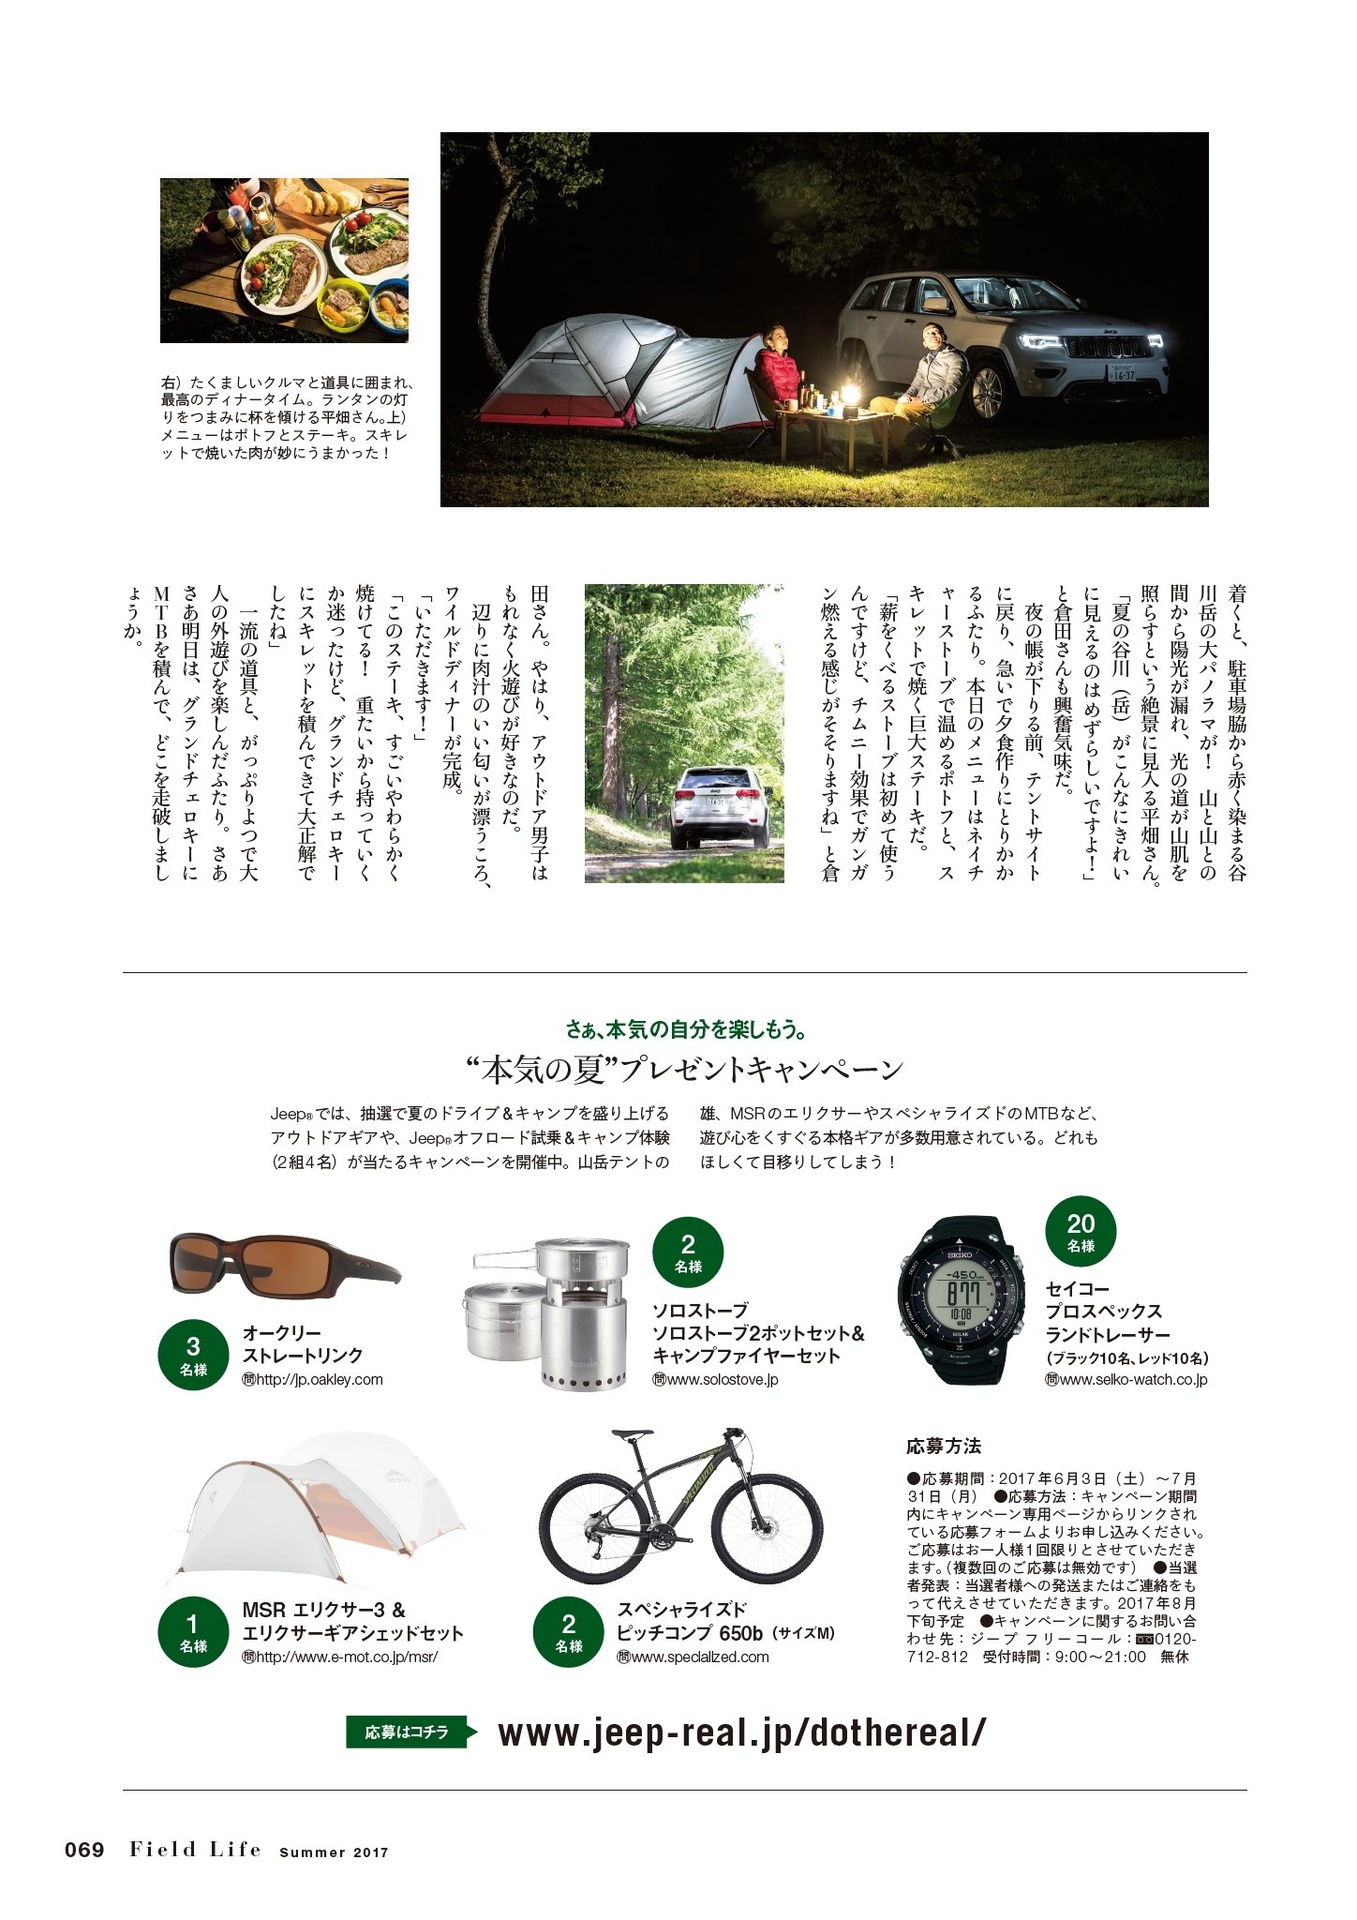 右）たくましいクルマと道具に囲まれ、
最高のディナータイム。ランタンの灯
りをつまみに杯を傾ける平畑さん。上）
メニューはポトフとステーキ。スキレ
ットで焼いた肉が妙にうまかった！
Jeep
16-37
着くと、駐車場脇から赤く染まる谷
川岳の大パノラマが！　山と山との
間から陽光が漏れ、光の道が山肌を
照らすという絶景に見入る平畑さん。
「夏の谷川（岳）がこんなにきれい
に見えるのはめずらしいですよ！」
と倉田さんも興奮気味だ。
　夜の帳が下りる前、テントサイト
に戻り、急いで夕食作りにとりかか
るふたり。本日のメニューはネイチ
ャーストーブで温めるポトフと、ス
キレットで焼く巨大ステーキだ。
「薪をくべるストーブは初めて使う
んですけど、チムニー効果でガンガ
ン燃える感じがそそりますね」と倉
田さん。やはり、アウトドア男子は
もれなく火遊びが好きなのだ。
　辺りに肉汁のいい匂いが漂うころ、
ワイルドディナーが完成。
「いただきます！」
「このステーキ、すごいやわらかく
焼けてる！　重たいから持っていく
か迷ったけど、グランドチェロキー
にスキレットを積んできて大正解で
したね」
　一流の道具と、がっぷりよつで大
人の外遊びを楽しんだふたり。さあ
さあ明日は、グランドチェロキーに
MTBを積んで、どこを走破しまし
ょうか。
さぁ、本気の自分を楽しもう。
“本気の夏”プレゼントキャンペーン
Jeep®では、抽選で夏のドライブ＆キャンプを盛り上げる
アウトドアギアや、Jeep®オフロード試乗＆キャンプ体験
（2組4名）が当たるキャンペーンを開催中。山岳テントの
雄、MSRのエリクサーやスペシャライズドのMTBなど、
遊び心をくすぐる本格ギアが多数用意されている。どれも
ほしくて目移りしてしまう！
3
名様
オークリー
ストレートリンク
㉄http://jp.oakley.com
2
名様
ソロストーブ
ソロストーブ2ポットセット＆
キャンプファイヤーセット
㉄www.solostove.jp
SEIKO
-450m
877
10:08
SOLAR
20
名様
セイコー
プロスペックス
ランドトレーサー
（ブラック10名、レッド10名）
㉄www.seiko-watch.co.jp
MSR
1
名様
MSR エリクサー3 ＆
エリクサーギアシェッドセット
㉄http://www.e-mot.co.jp/msr/
SPECIALIZED
2
名様
スペシャライズド
ピッチコンプ 650b（サイズM）
㉄www.specialized.com
応募方法
●応募期間：2017年6月3日（土）〜7月
31日（月）　●応募方法：キャンペーン期間
内にキャンペーン専用ページからリンクされ
ている応募フォームよりお申し込みください。
ご応募はお一人様1回限りとさせていただき
ます。（複数回のご応募は無効です）　●当選
者発表：当選者様への発送またはご連絡をも
って代えさせていただきます。2017年8月
下旬予定　●キャンペーンに関するお問い合
わせ先：ジープ フリーコール：0120-
712-812　受付時間：9:00〜21:00　無休
応募はコチラ
www.jeep-real.jp/dothereal/
069 Field Life Summer 2017